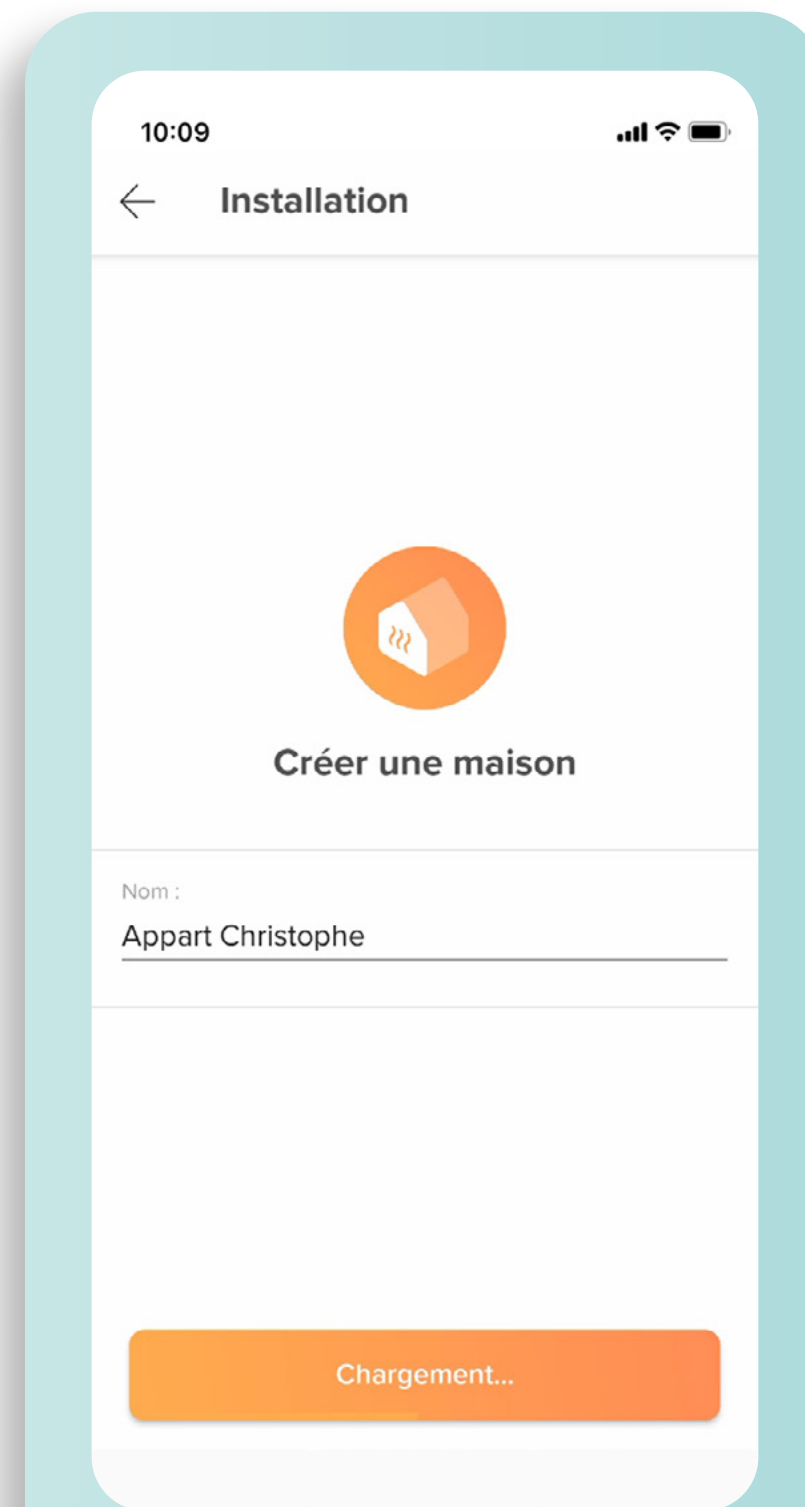 10:09
Installation
Créer une maison
Nom :
Appart Christophe
Chargement...